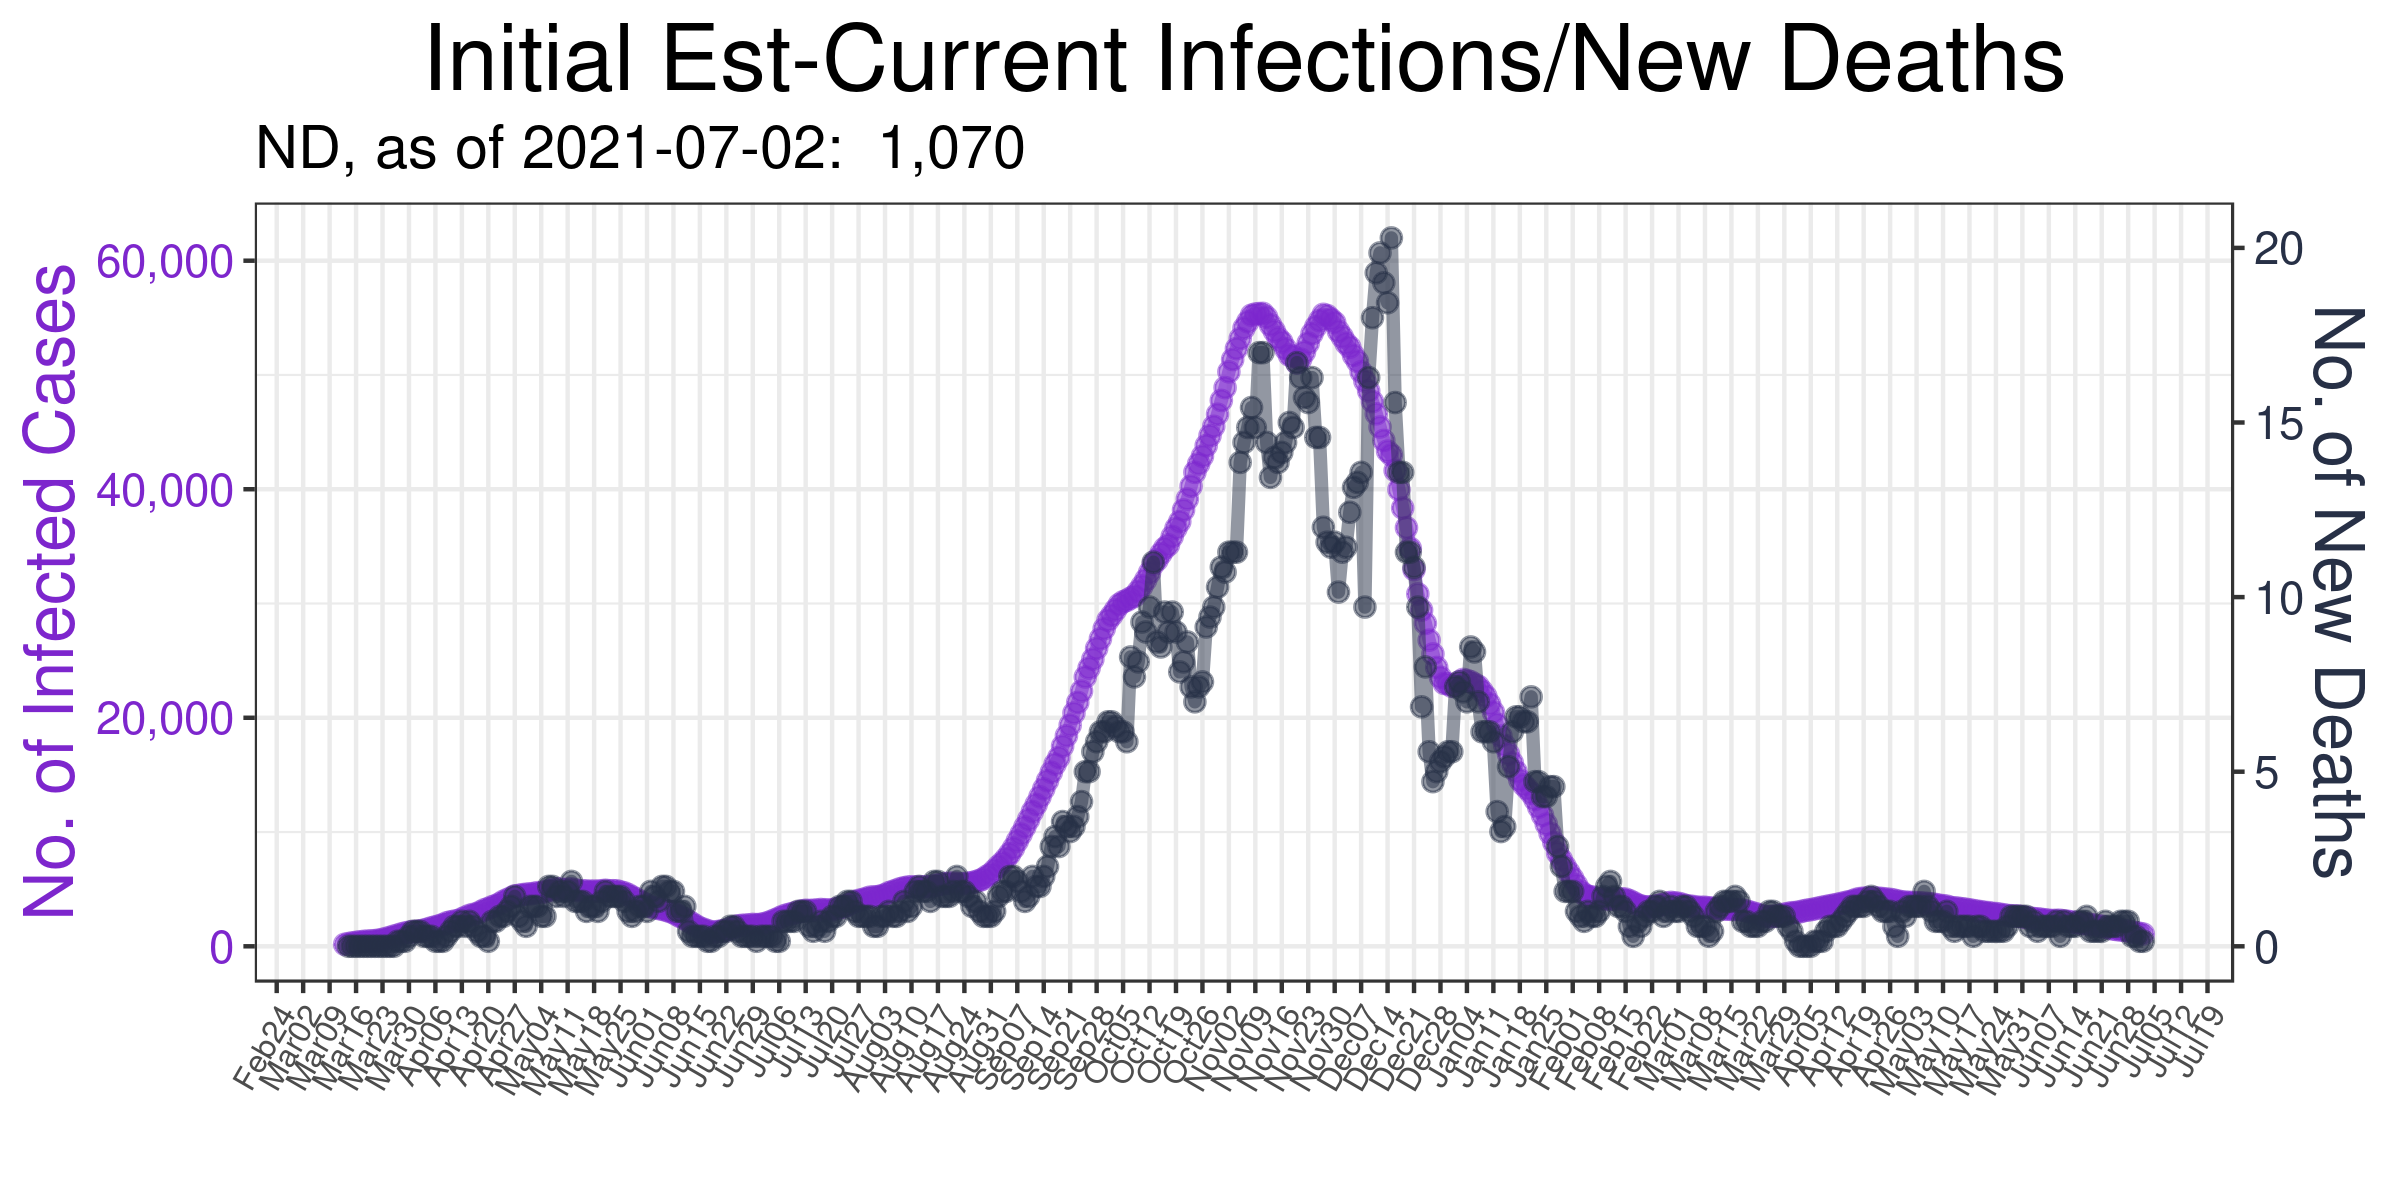 Initial Est-Current Infections/New Deaths
ND, as of 2021-07-02: 1,070
No. of Infected Cases
60,000
40,000
20,000
0
20
15
10
5
0
No. of New Deaths
Feb24
Mar02
Mar09
Mar16
Mar23
Mar30
Apr06
Apr13
Apr20
Apr27
May04
May11
May18
May25
Jun01
Jun08
Jun15
Jun22
Jun29
Jul06
Jul13
Jul20
Jul27
Aug03
Aug10
Aug17
Aug24
Aug31
Sep07
Sep14
Sep21
Sep28
Oct05
Oct12
Oct19
Oct26
Nov02
Nov09
Nov16
Nov23
Nov30
Dec07
Dec14
Dec21
Dec28
Jan04
Jan11
Jan18
Jan25
Feb01
Feb08
Feb15
Feb22
Mar01
Mar08
Mar15
Mar22
Mar29
Apr05
Apr12
Apr19
Apr26
May03
May10
May17
May24
May31
Jun07
Jun14
Jun21
Jun28
Jul05
Jul12
Jul19